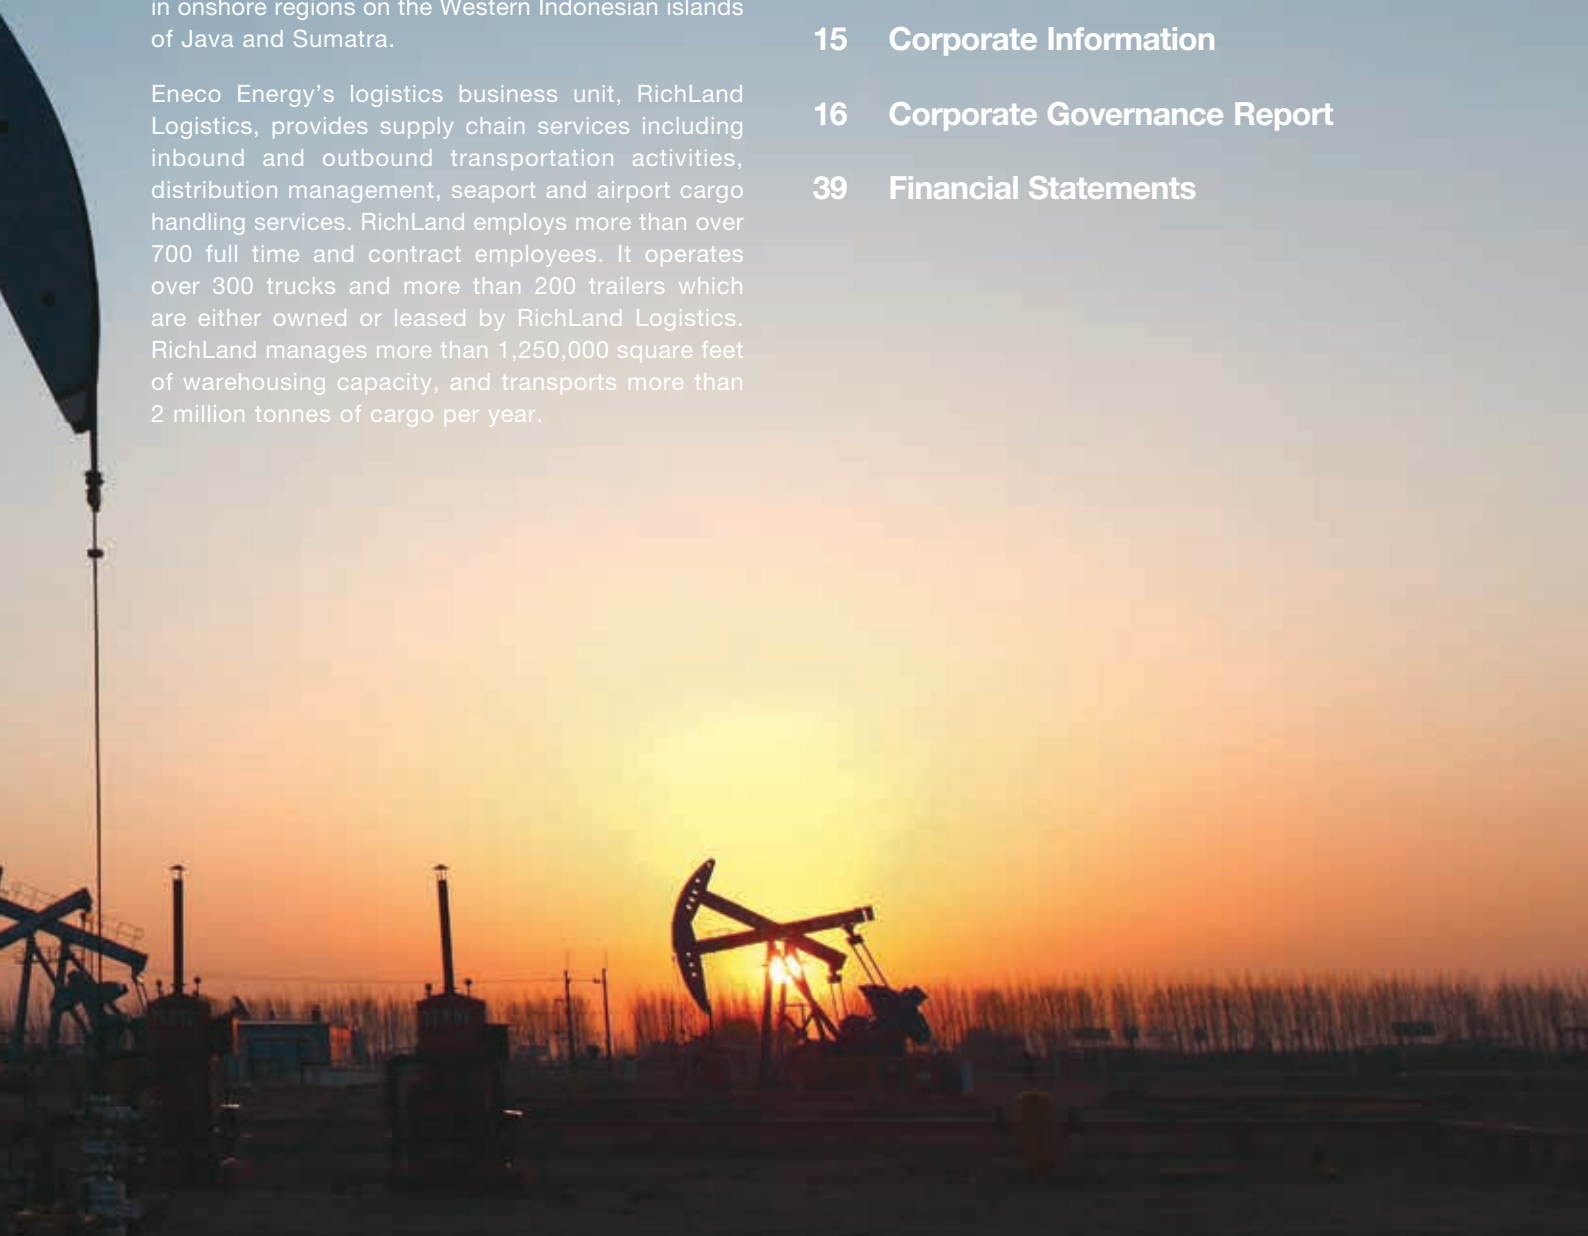 in onshore regions on the Western Indonesian islands
of Java and Sumatra.
Eneco Energy's logistics business unit, RichLand
Logistics, provides supply chain services including
inbound and outbound transportation activities,
distribution management, seaport and airport cargo
handling services. RichLand employs more than over
700 full time and contract employees. It operates
over 300 trucks and more than 200 trailers which
are either owned or leased by RichLand Logistics.
RichLand manages more than 1,250,000 square feet
of warehousing capacity, and transports more than
2 million tonnes of cargo per year.
15 Corporate Information
16 Corporate Governance Report
39 Financial Statements